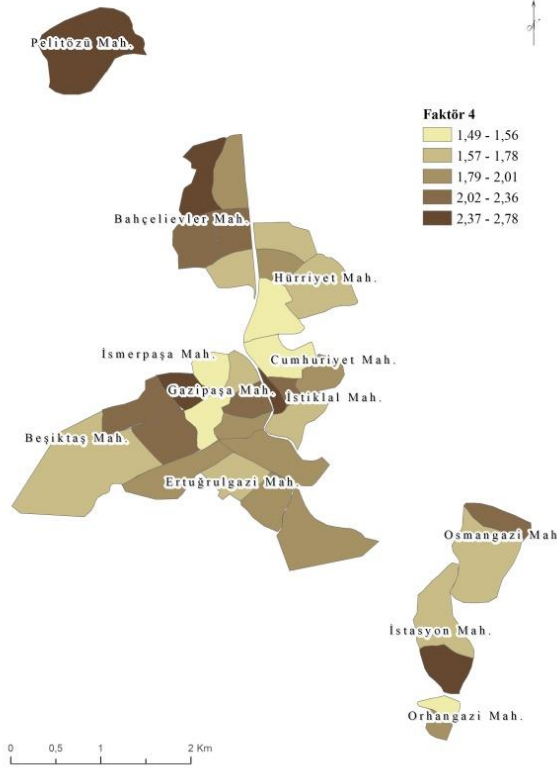 Pelitözü Mah.
Faktör 4
1,49 - 1,56
1,57 - 1,78
1,79 - 2,01
2,02 - 2,36
2,37 - 2,78
Bahçelievler Mah.
Hürriyet Mah.
İsmerpaşa Mah.
Cumhuriyet Mah.
Gazipaşa Mah.
İstiklal Mah.
Beşiktaş Mah.
Ertuğrulgazi Mah.
Osmangazi Mah
İstasyon Mah.
Orhangazi Mah.
0 0,5 1 2 Km